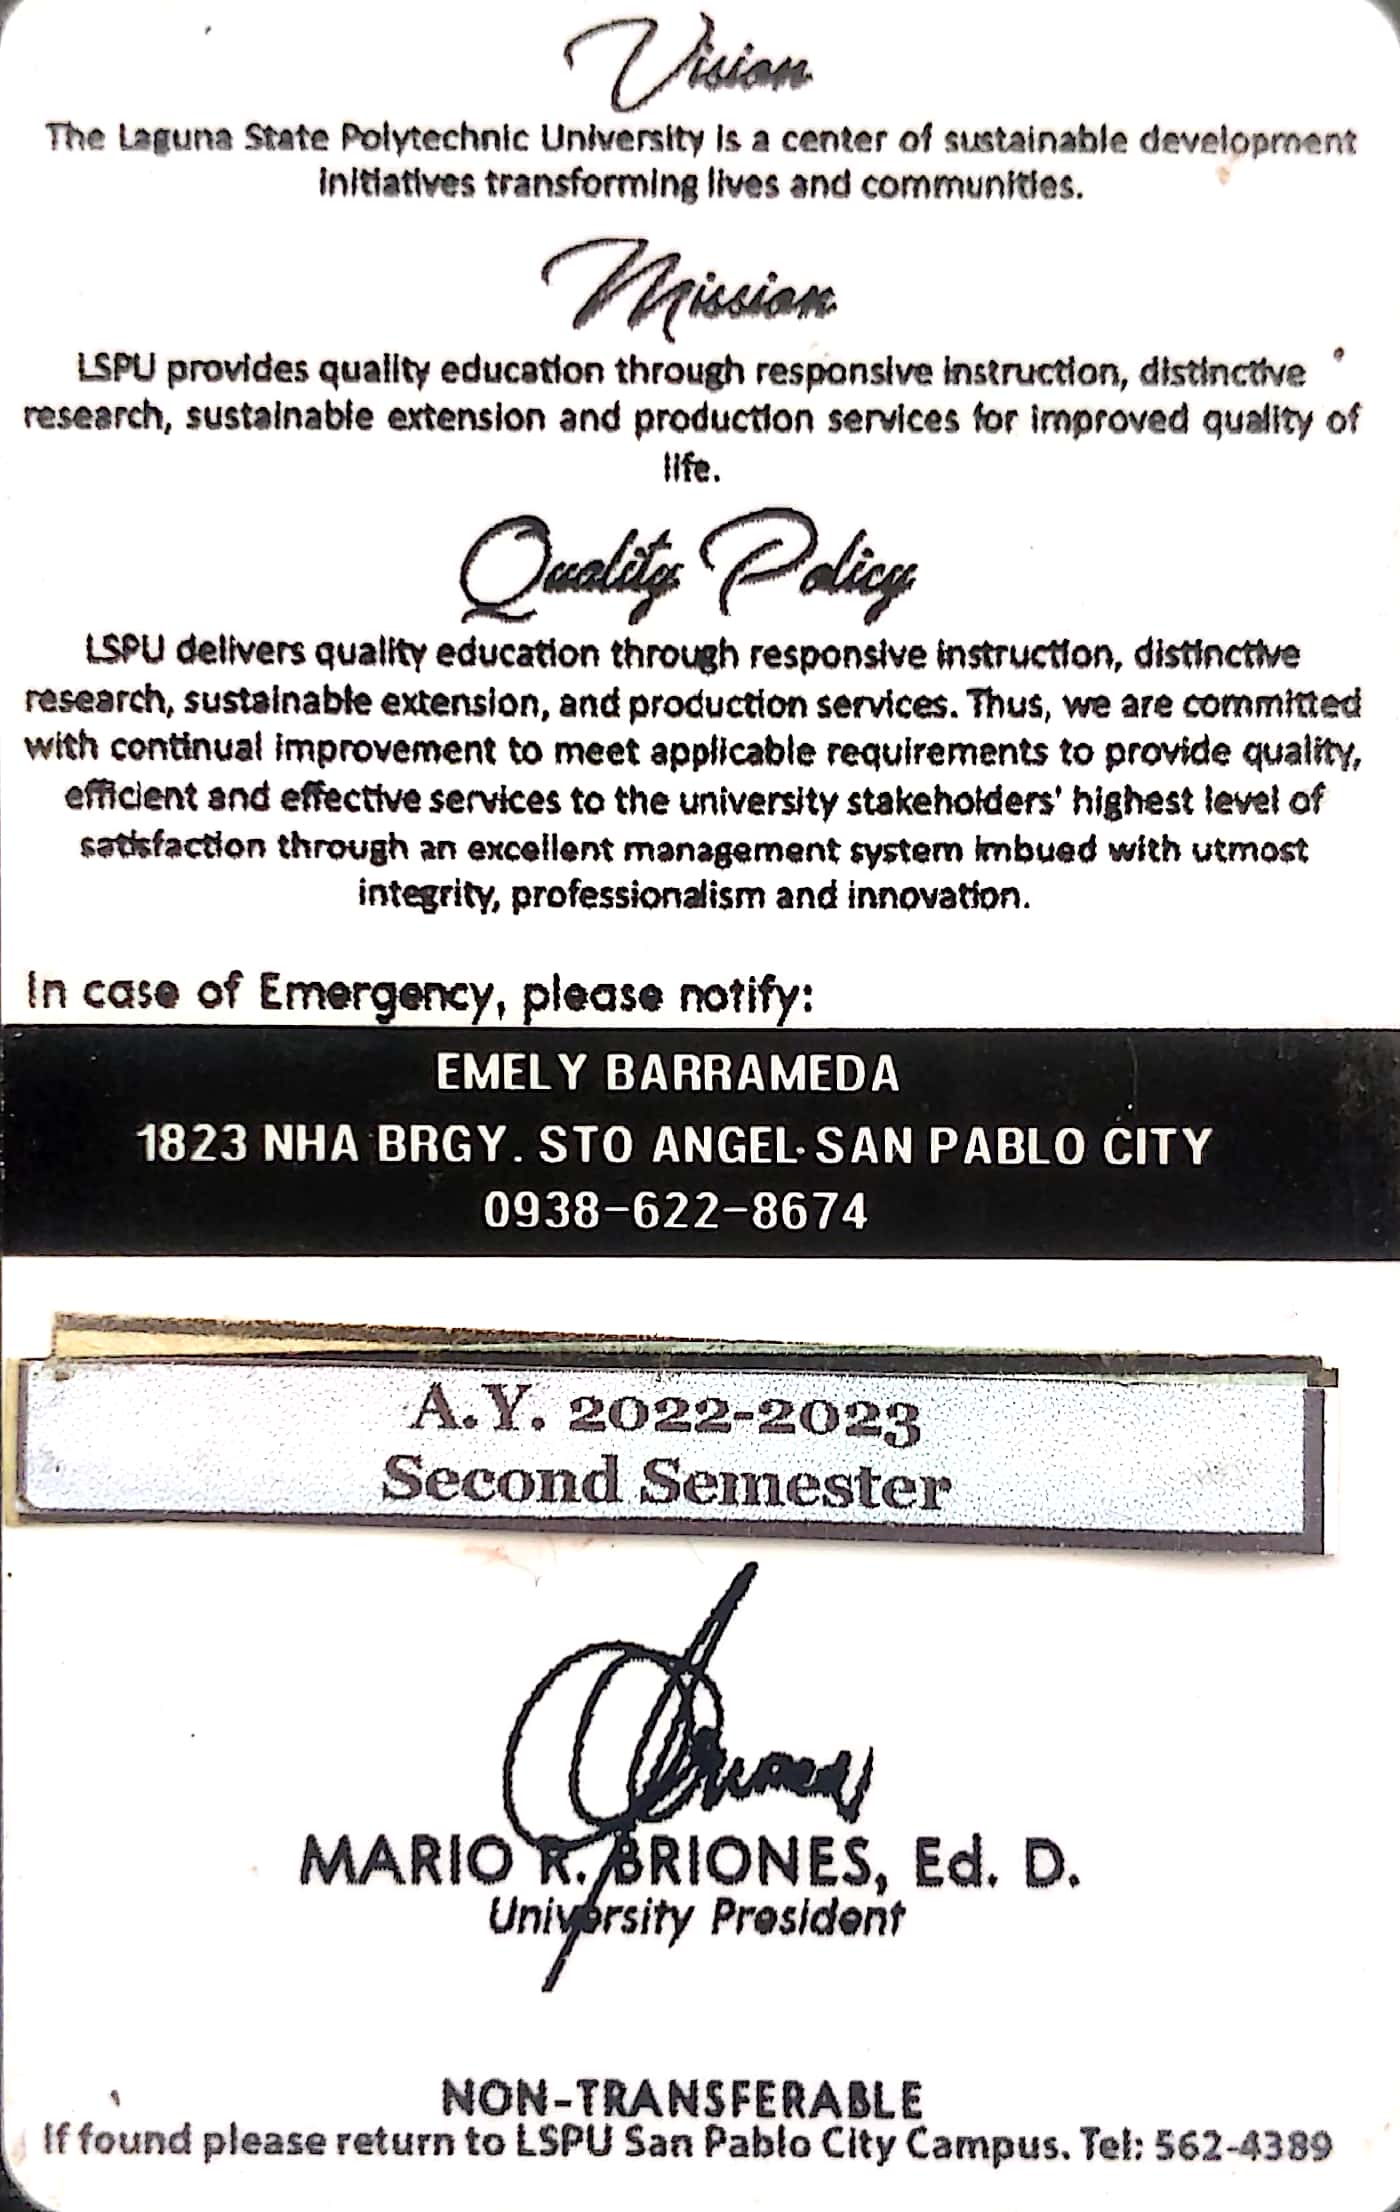 Vision
The Laguna State Polytechnic University is a center of sustainable development
initiatives transforming lives and communities.
Mission
LSPU provides quality education through responsive instruction, distinctive
research, sustainable extension and production services for improved quality of
life.
Quality Policy
LSPU delivers quality education through responsive instruction, distinctive
research, sustainable extension, and production services. Thus, we are committed
with continual improvement to meet applicable requirements to provide quality,
efficient and effective services to the university stakeholders' highest level of
satisfaction through an excellent management system imbued with utmost
integrity, professionalism and innovation.
In case of Emergency, please notify:
EMELY BARRAMEDA
1823 NHA BRGY. STO ANGEL SAN PABLO CITY
0938-622-8674
A.Y. 2022-2023
Second Semester
MARIO R. BRIONES, Ed. D.
University President
NON-TRANSFERABLE
If found please return to LSPU San Pablo City Campus. Tel: 562-4389